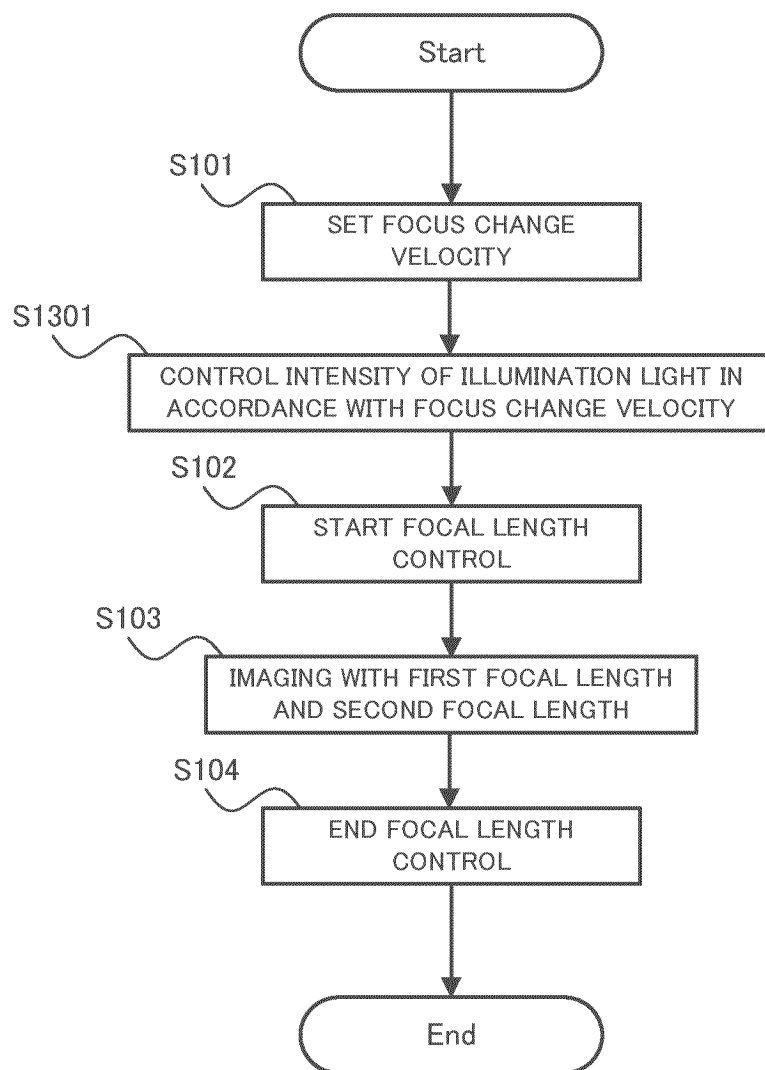 Start
S101
SET FOCUS CHANGE
VELOCITY
S1301
CONTROL INTENSITY OF ILLUMINATION LIGHT IN
ACCORDANCE WITH FOCUS CHANGE VELOCITY
S102
START FOCAL LENGTH
CONTROL
S103
IMAGING WITH FIRST FOCAL LENGTH
AND SECOND FOCAL LENGTH
S104
END FOCAL LENGTH
CONTROL
End